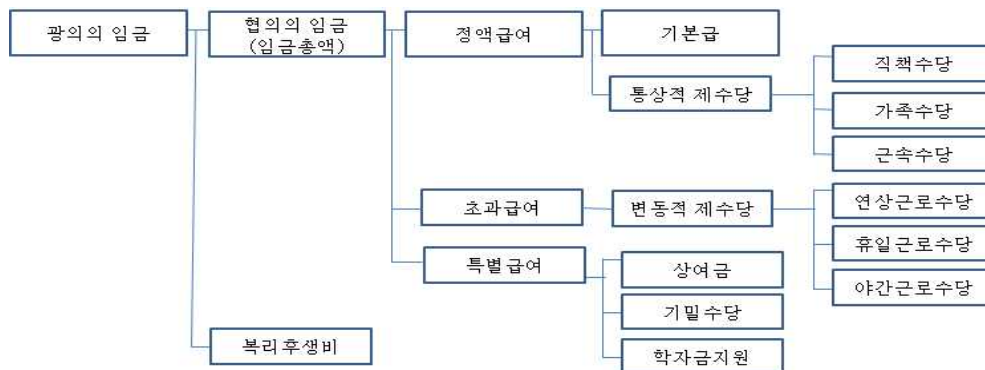 광의의 임금
협의의 임금
(임금총액)
정액급여
기본급
직책수당
통상적 제수당
가족수당
근속수당
초과급여
변동적 제수당
연상근로수당
휴일근로수당
특별급여
상여금
야간근로수당
기밀수당
복리후생비
학자금지원